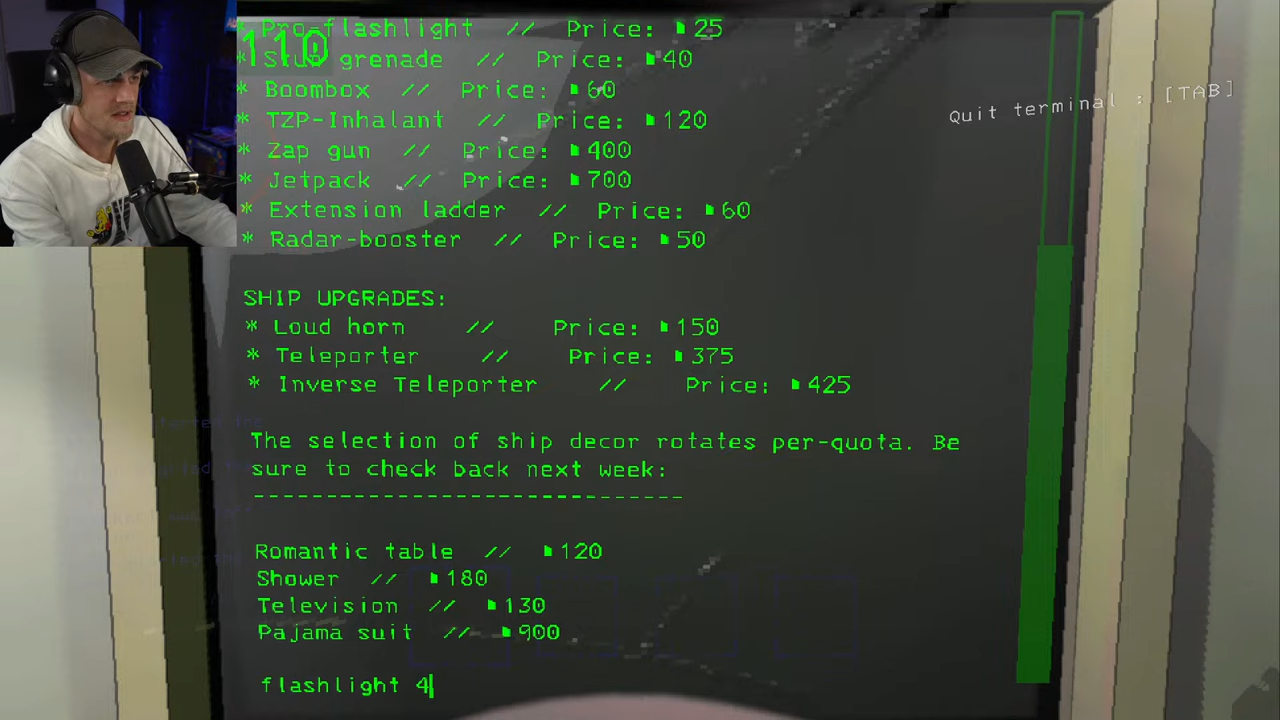 * Pro-flashlight // Price: 25
110
* Stun grenade // Price: 40
* Boombox // Price: 60
* TZP-Inhalant // Price: 120
* Zap gun // Price: 400
* Jetpack // Price: 700
* Extension ladder // Price: 60
* Radar-booster // Price: 50
Quit terminal : [TAB]
SHIP UPGRADES:
* Loud horn // Price: 150
* Teleporter // Price: 375
* Inverse Teleporter // Price: 425
The selection of ship decor rotates per-quota. Be
sure to check back next week:
------------------------------
Romantic table // 120
Shower // 180
Television // 130
Pajama suit // 900
flashlight 4